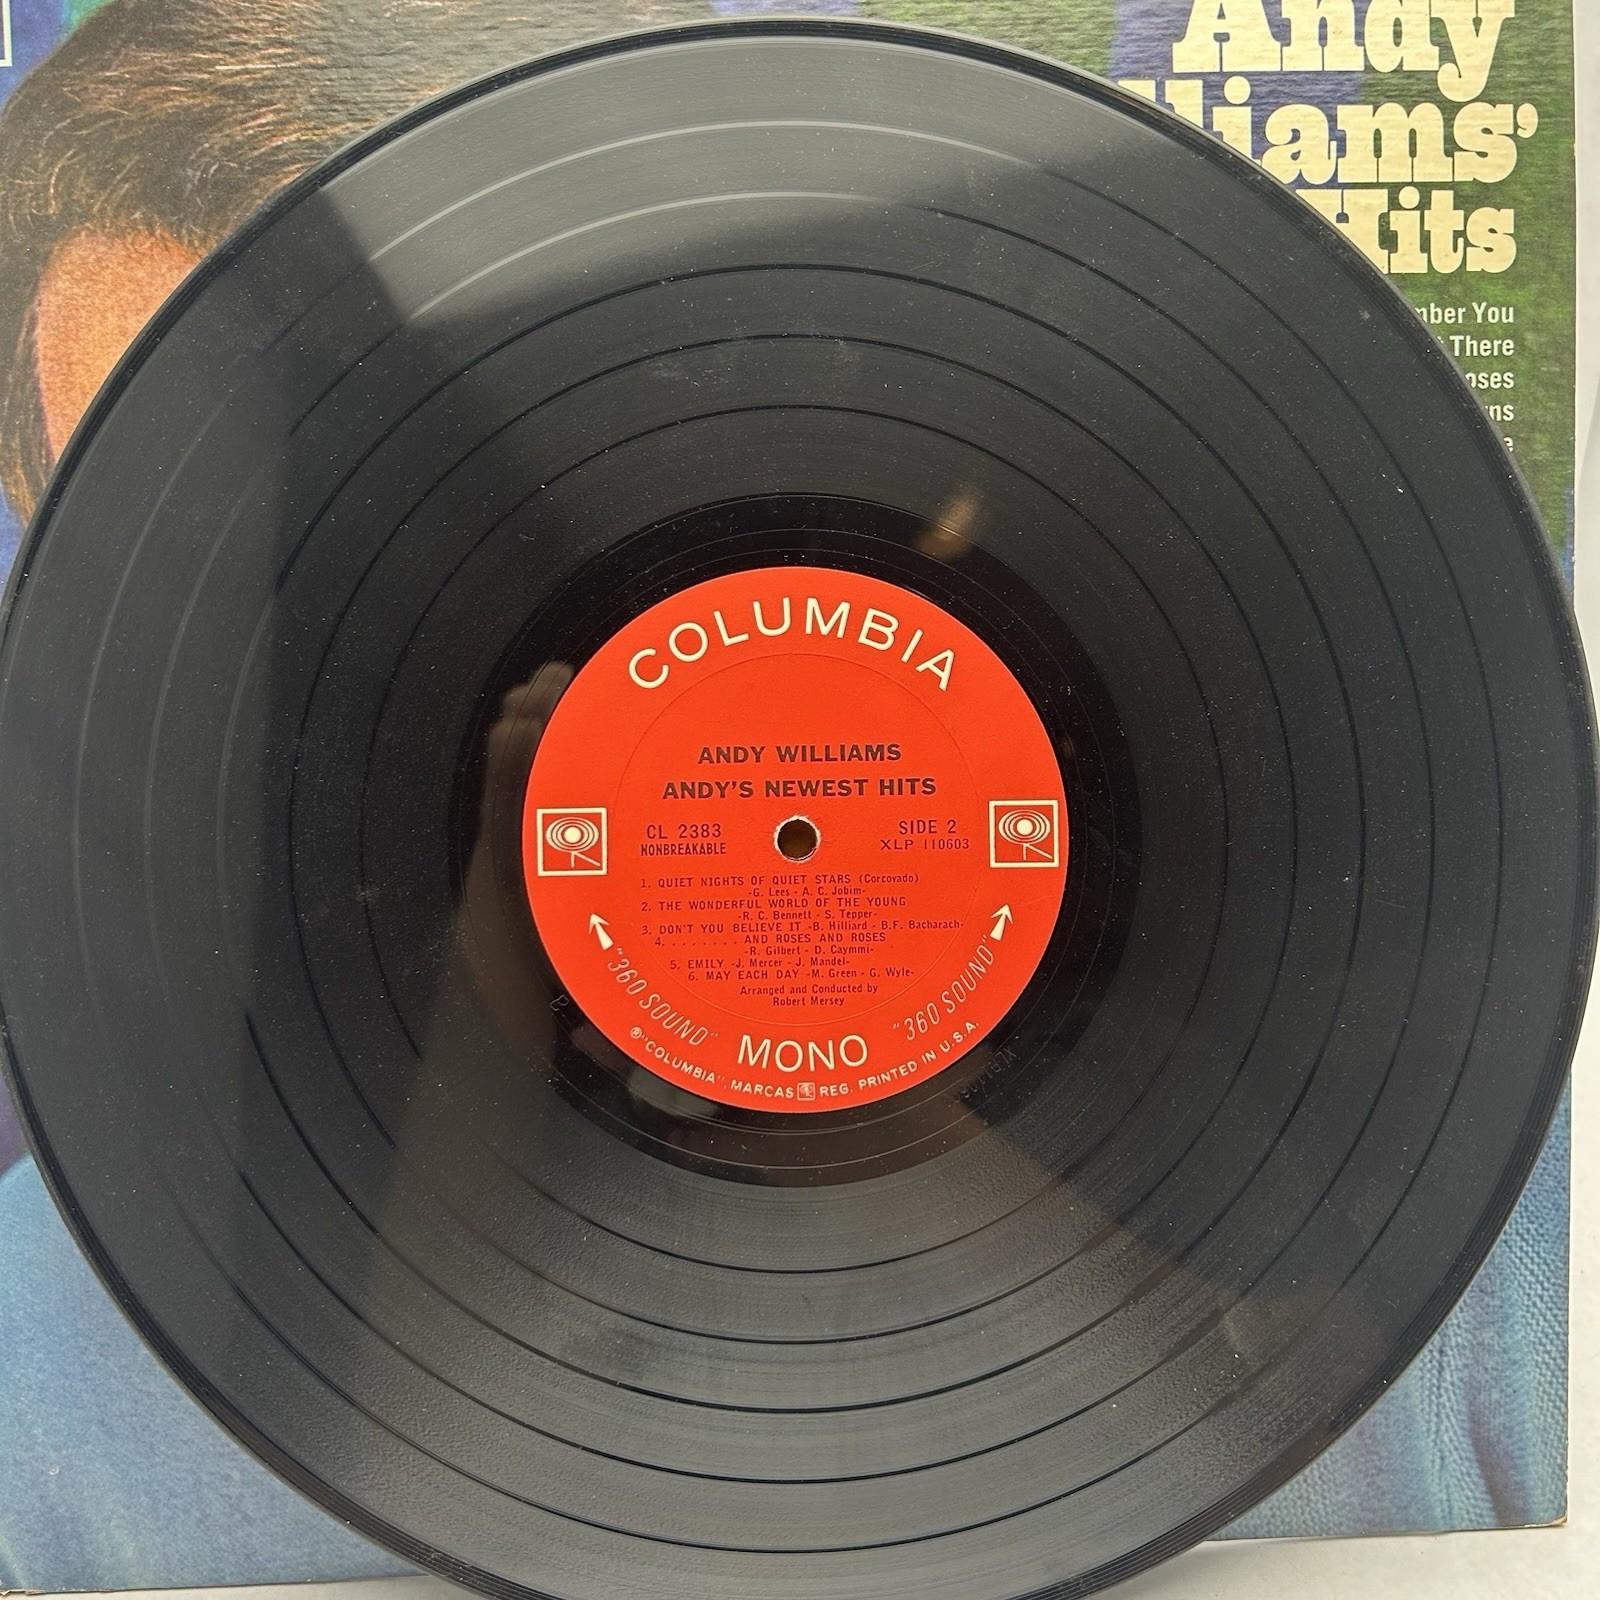 Andy
lliams'
Hits
mber You
There
oses
ns
e
COLUMBIA
ANDY WILLIAMS
ANDY'S NEWEST HITS
CL 2383
NONBREAKABLE
SIDE 2
XLP 110603
1. QUIET NIGHTS OF QUIET STARS (Corcovado)
-G. Lees - A. C. Jobim-
2. THE WONDERFUL WORLD OF THE YOUNG
-R. C. Bennett - S. Tepper-
3. DON'T YOU BELIEVE IT -B. Hilliard - B.F. Bacharach-
4. . . . . . . . AND ROSES AND ROSES
-R. Gilbert - D. Caymmi-
5. EMILY -J. Mercer - J. Mandel-
6. MAY EACH DAY -M. Green - G. Wyle-
Arranged and Conducted by
Robert Mersey
"360 SOUND"
MONO
"360 SOUND"
®"COLUMBIA", MARCAS REG. PRINTED IN U.S.A.